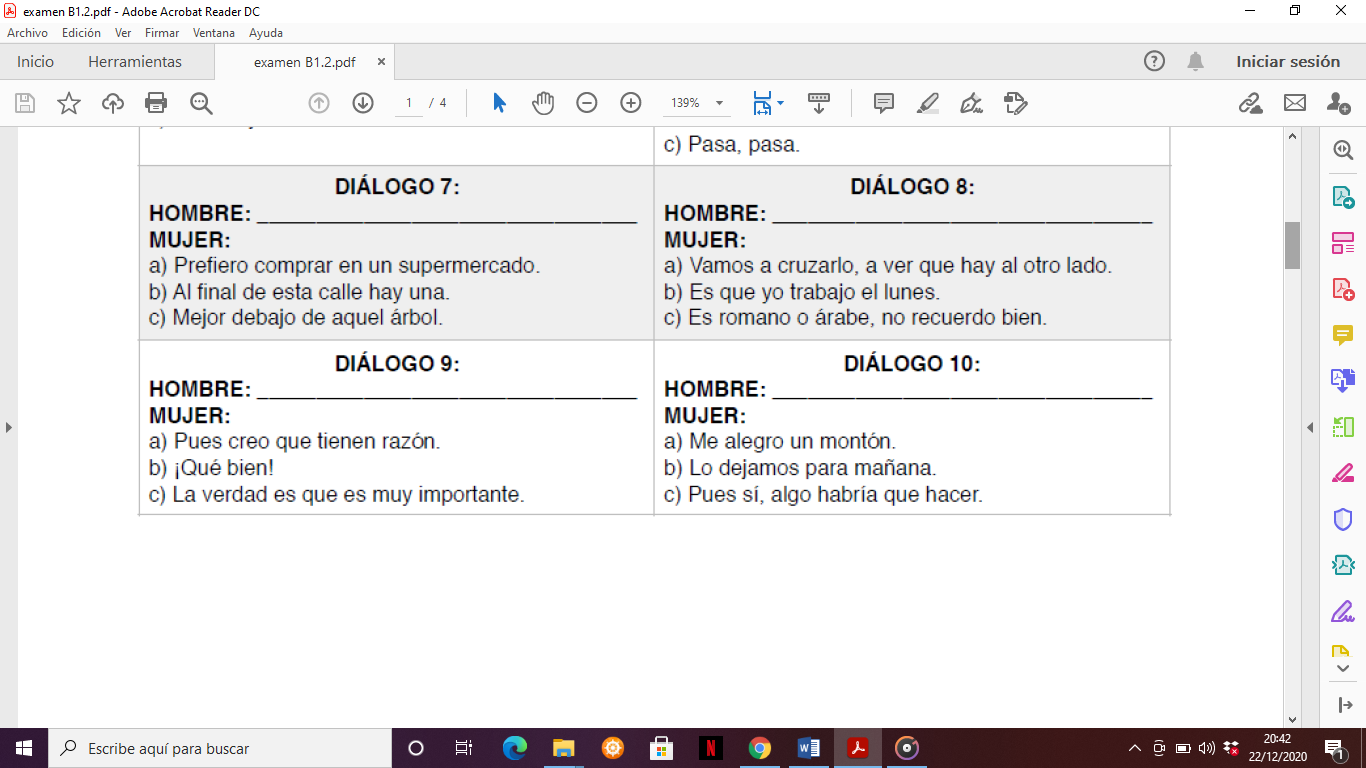 examen B1.2.pdf - Adobe Acrobat Reader DC
Archivo Edición Ver Firmar Ventana Ayuda
Inicio Herramientas examen B1.2.pdf × Iniciar sesión
1 / 4 139%
c) Pasa, pasa.
DIÁLOGO 7:
HOMBRE: ________________________________
MUJER:
a) Prefiero comprar en un supermercado.
b) Al final de esta calle hay una.
c) Mejor debajo de aquel árbol.
DIÁLOGO 8:
HOMBRE: ________________________________
MUJER:
a) Vamos a cruzarlo, a ver que hay al otro lado.
b) Es que yo trabajo el lunes.
c) Es romano o árabe, no recuerdo bien.
DIÁLOGO 9:
HOMBRE: ________________________________
MUJER:
a) Pues creo que tienen razón.
b) ¡Qué bien!
c) La verdad es que es muy importante.
DIÁLOGO 10:
HOMBRE: ________________________________
MUJER:
a) Me alegro un montón.
b) Lo dejamos para mañana.
c) Pues sí, algo habría que hacer.
Escribe aquí para buscar
20:42
22/12/2020
1